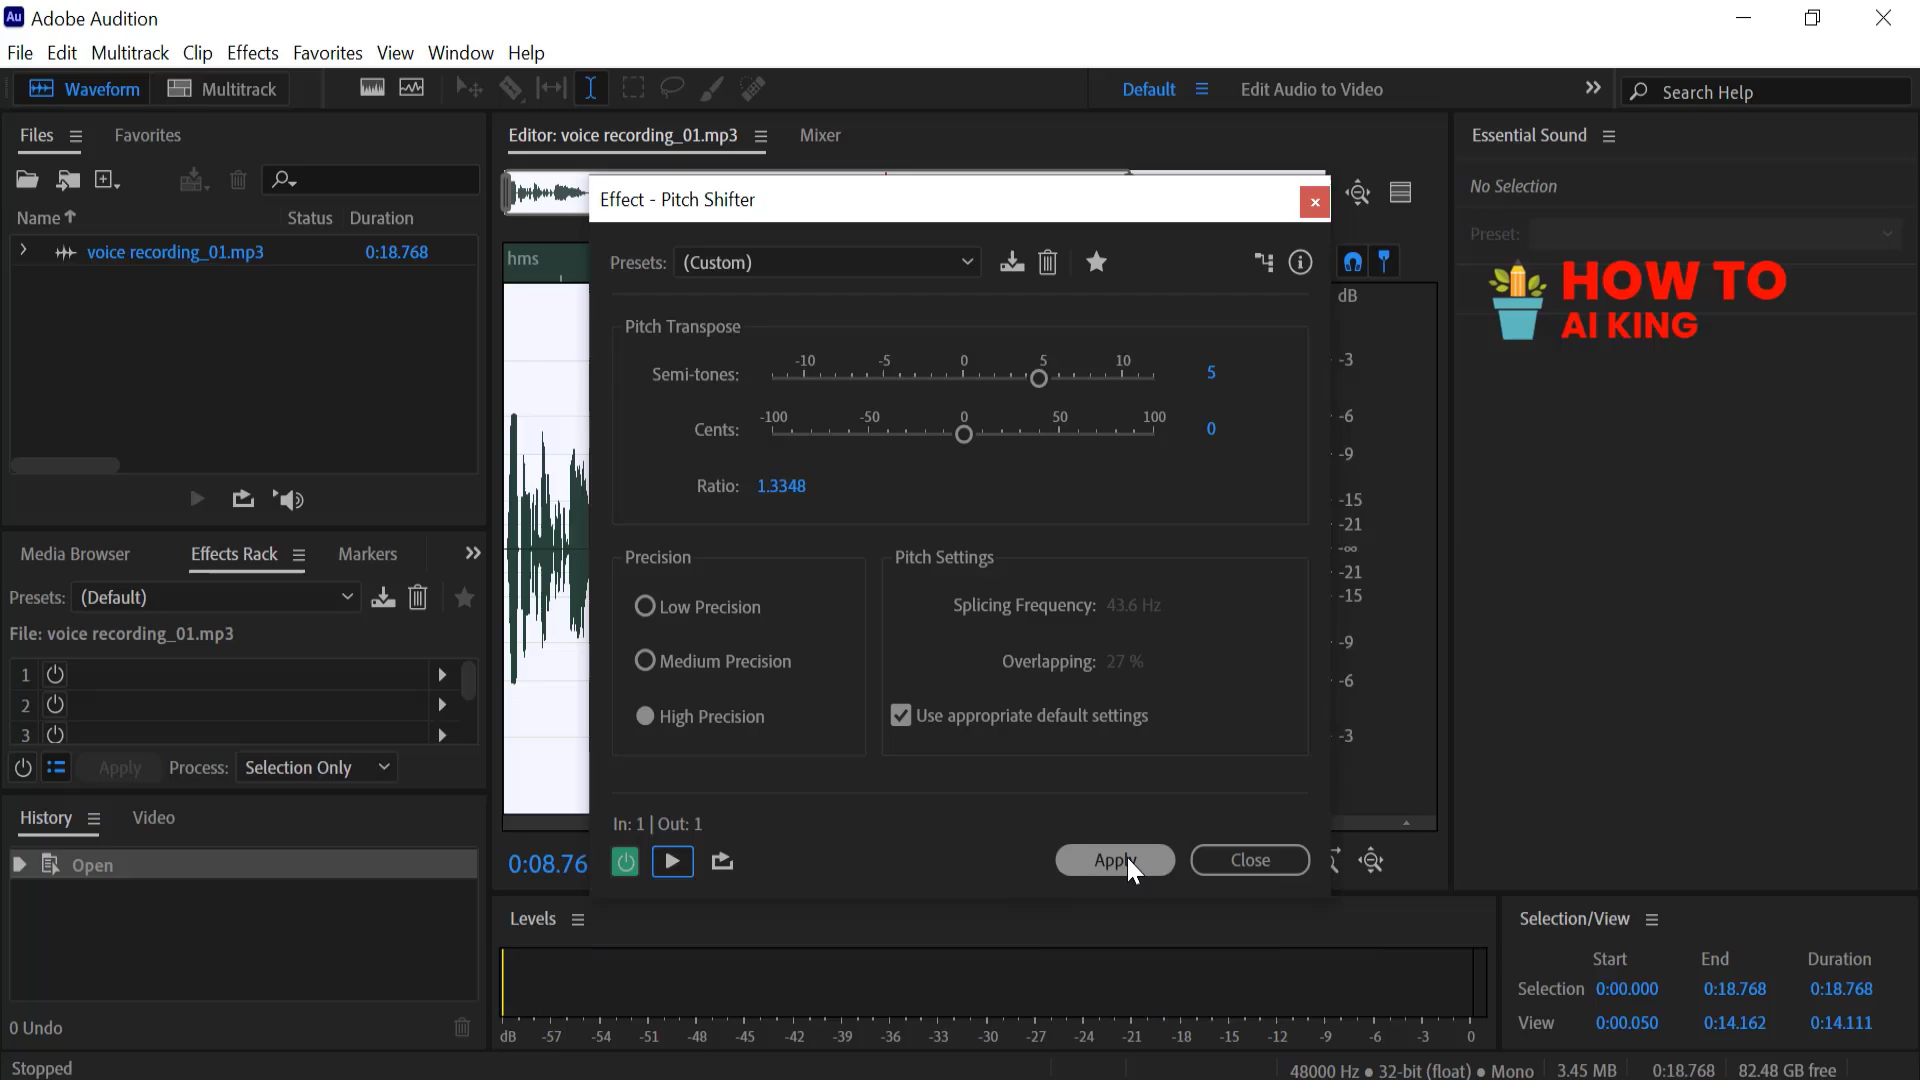 Au Adobe Audition
File Edit Multitrack Clip Effects Favorites View Window Help
Waveform Multitrack Default Edit Audio to Video Search Help
Files Favorites
Name Status Duration
voice recording_01.mp3 0:18.768
Media Browser Effects Rack Markers
Presets: (Default)
File: voice recording_01.mp3
1
2
3
Apply Process: Selection Only
History Video
Open
0 Undo
Stopped
Editor: voice recording_01.mp3 Mixer
hms
0:08.76
Effect - Pitch Shifter
Presets: (Custom)
Pitch Transpose
-10 -5 0 5 10
Semi-tones: 5
-100 -50 0 50 100
Cents: 0
Ratio: 1.3348
Precision
Low Precision
Medium Precision
High Precision
Pitch Settings
Splicing Frequency: 43.6 Hz
Overlapping: 27 %
Use appropriate default settings
In: 1 | Out: 1
Apply Close
dB
-3
-6
-9
-15
-21
-∞
-21
-15
-9
-6
-3
Essential Sound
No Selection
Preset:
HOW TO
AI KING
Levels
dB -57 -54 -51 -48 -45 -42 -39 -36 -33 -30 -27 -24 -21 -18 -15 -12 -9 -6 -3 0
Selection/View
Start End Duration
Selection 0:00.000 0:18.768 0:18.768
View 0:00.050 0:14.162 0:14.111
48000 Hz ● 32-bit (float) ● Mono 3.45 MB 0:18.768 82.48 GB free